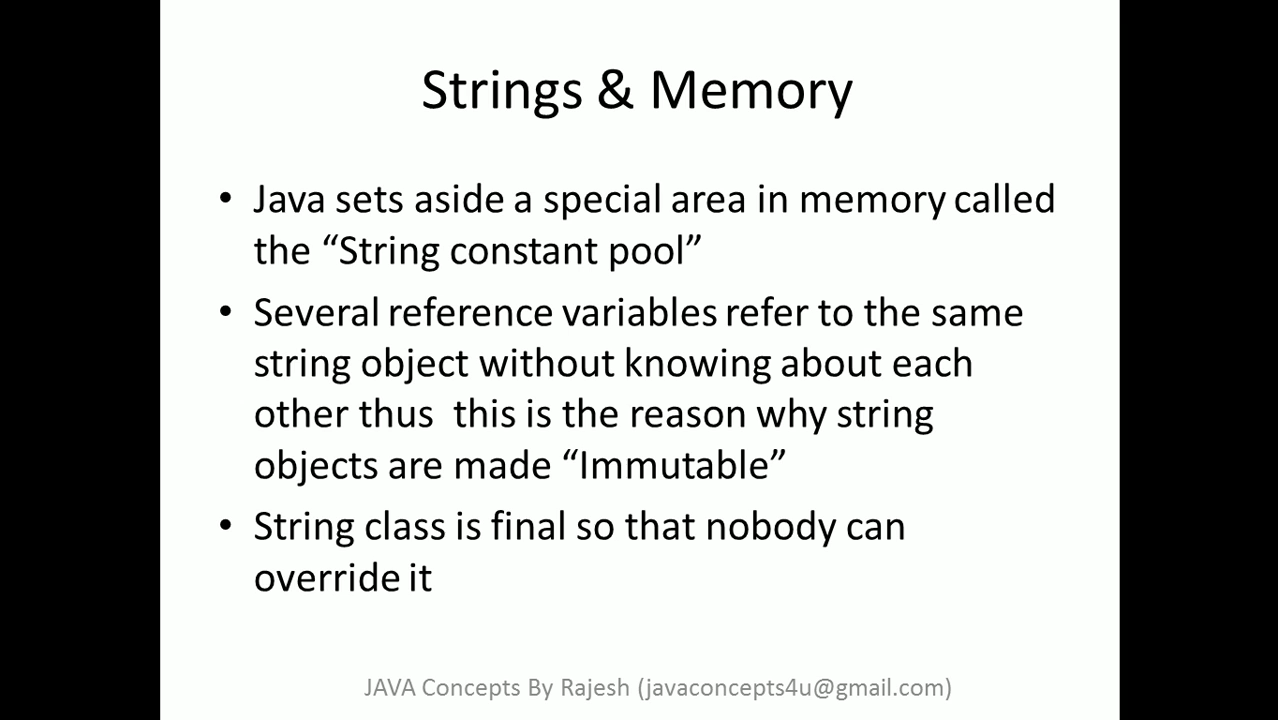 Strings & Memory
• Java sets aside a special area in memory called
the “String constant pool”
• Several reference variables refer to the same
string object without knowing about each
other thus  this is the reason why string
objects are made “Immutable”
• String class is final so that nobody can
override it
JAVA Concepts By Rajesh (javaconcepts4u@gmail.com)